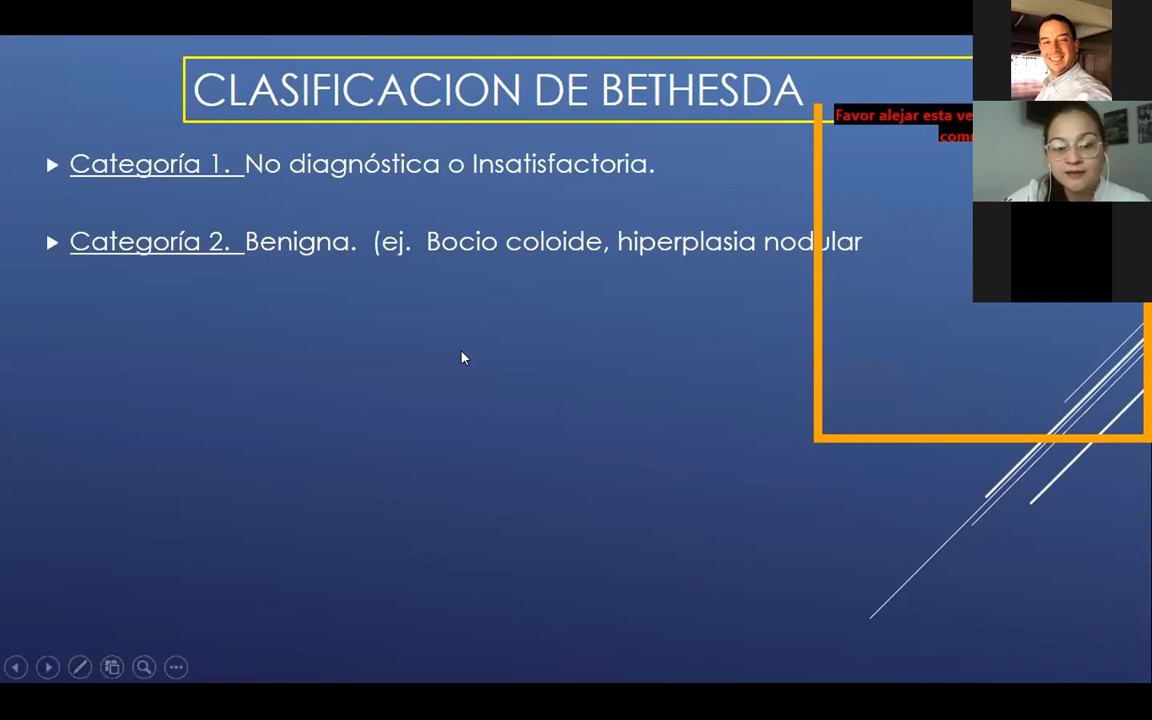 CLASIFICACION DE BETHESDA
Favor alejar esta
Categoría 1. No diagnóstica o Insatisfactoria.
Categoría 2. Benigna. (ej. Bocio coloide, hiperplasia nodular